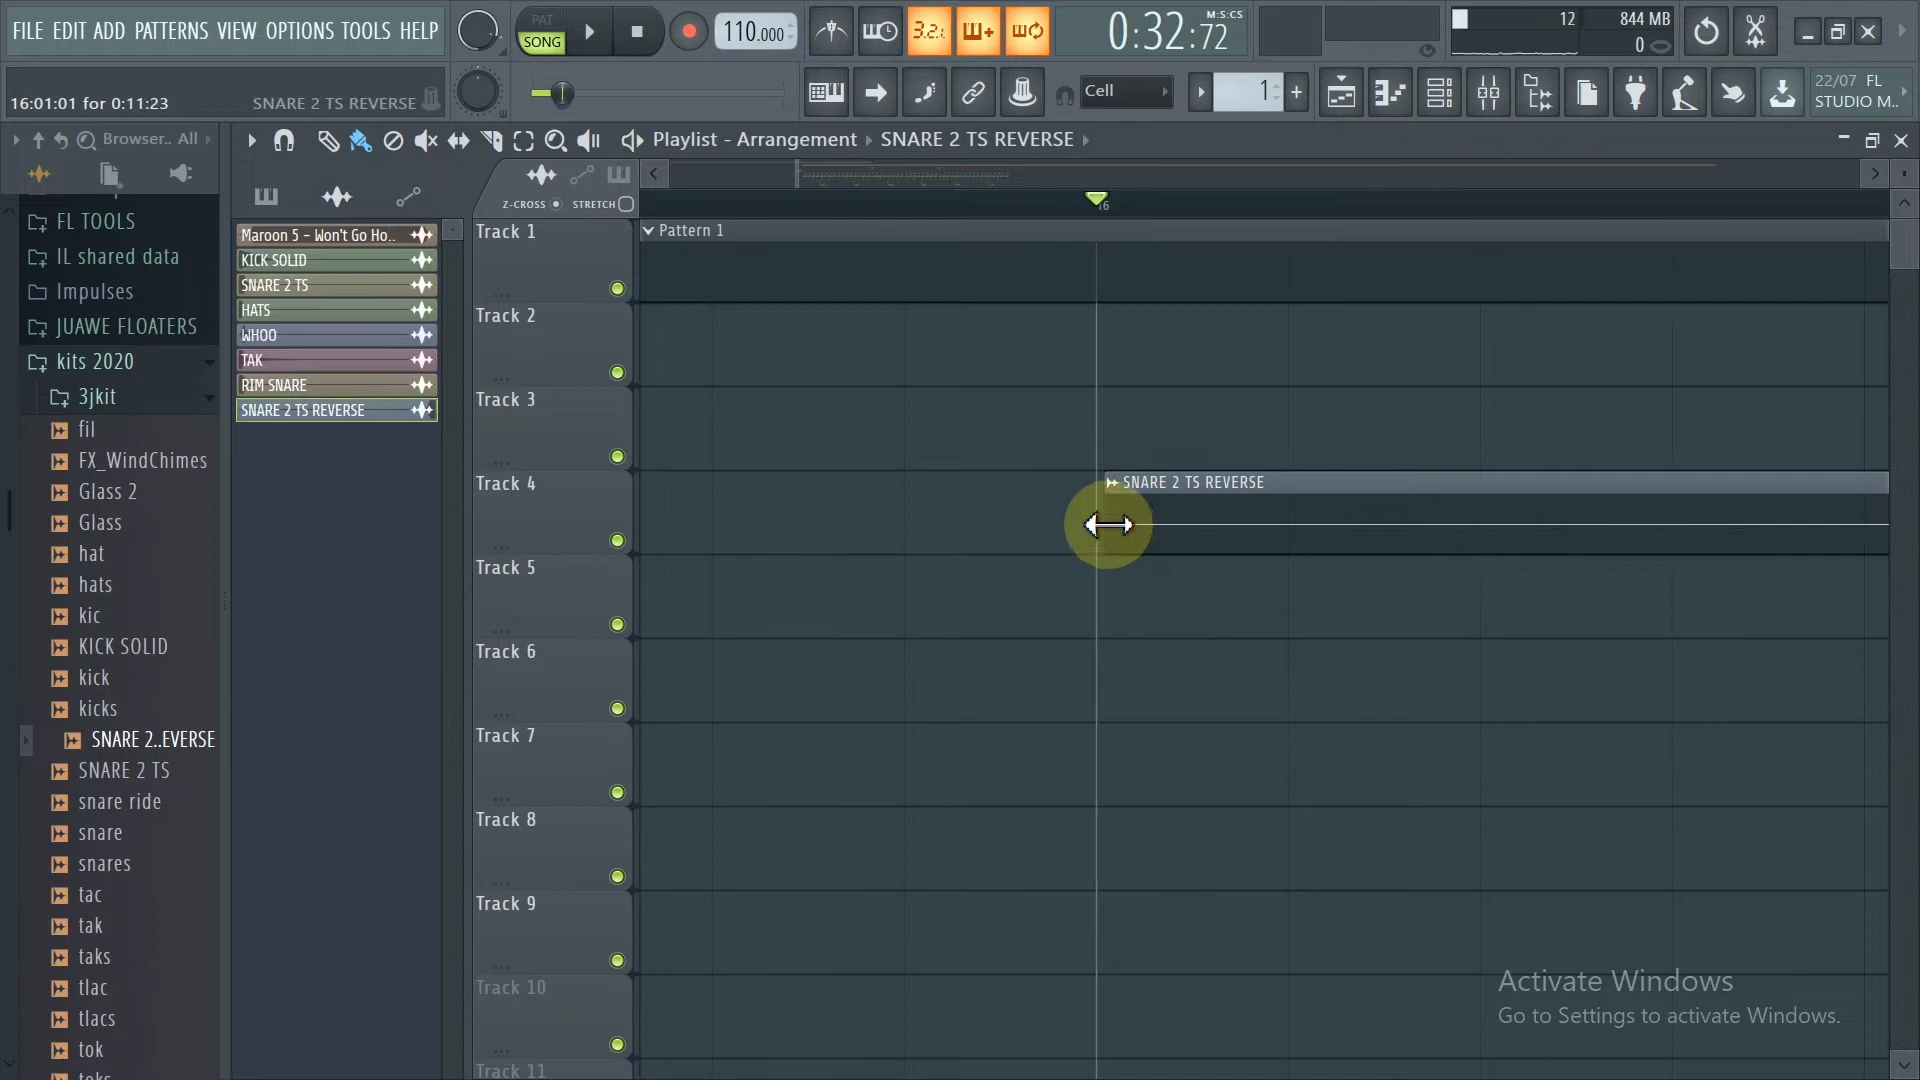 FILE EDIT ADD PATTERNS VIEW OPTIONS TOOLS HELP
PAT
SONG
110.000
3.2.1
0:32:72
M:S:CS
12
844 MB
0
16:01:01 for 0:11:23
SNARE 2 TS REVERSE
Cell
1
22/07 FL
STUDIO M..
Browser.. All
Playlist - Arrangement
SNARE 2 TS REVERSE
Z-CROSS
STRETCH
16
FL TOOLS
IL shared data
Impulses
JUAWE FLOATERS
kits 2020
3jkit
fil
FX_WindChimes
Glass 2
Glass
hat
hats
kic
KICK SOLID
kick
kicks
SNARE 2..EVERSE
SNARE 2 TS
snare ride
snare
snares
tac
tak
taks
tlac
tlacs
tok
toks
Maroon 5 - Won't Go Ho..
KICK SOLID
SNARE 2 TS
HATS
WHOO
TAK
RIM SNARE
SNARE 2 TS REVERSE
Track 1
Pattern 1
Track 2
Track 3
Track 4
SNARE 2 TS REVERSE
Track 5
Track 6
Track 7
Track 8
Track 9
Track 10
Track 11
Activate Windows
Go to Settings to activate Windows.